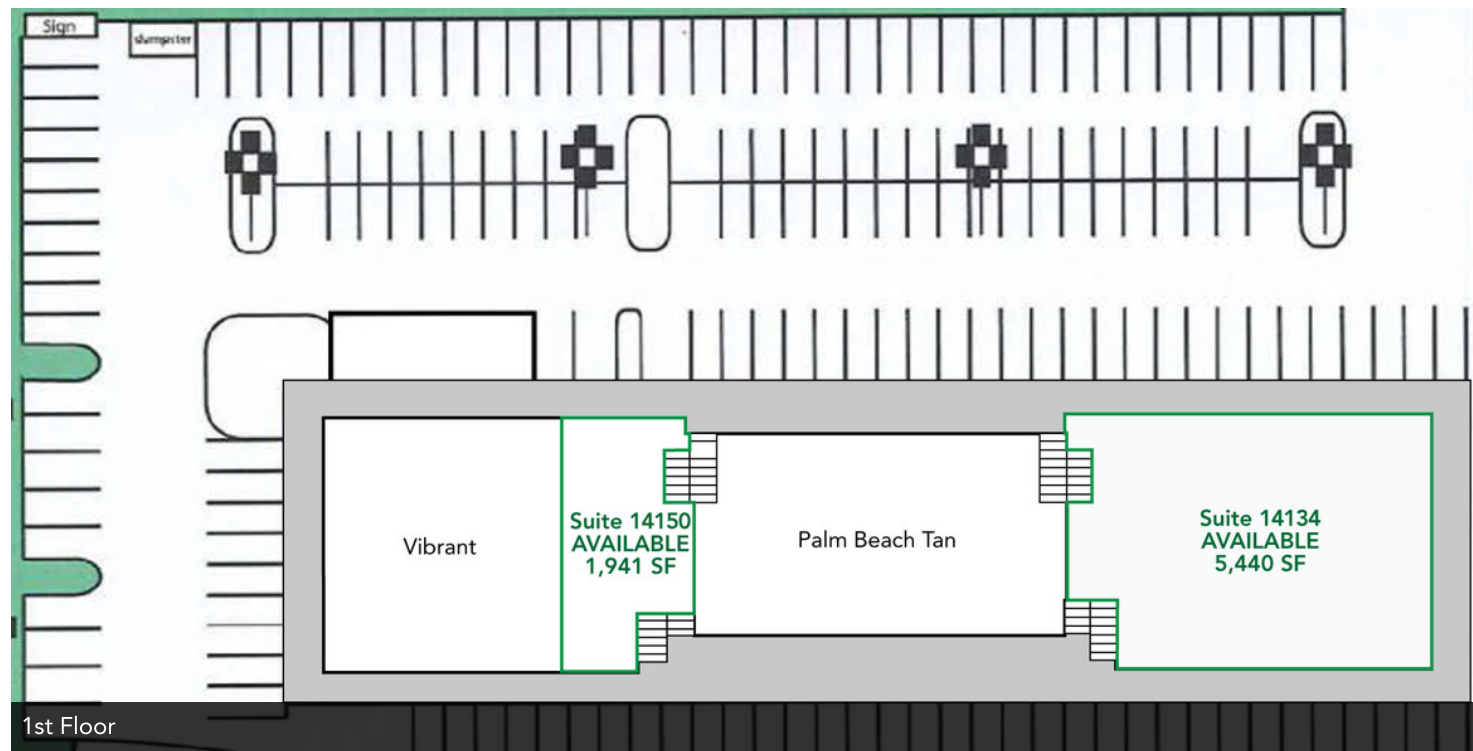 Sign
dumpster
Vibrant
Suite 14150
AVAILABLE
1,941 SF
Palm Beach Tan
Suite 14134
AVAILABLE
5,440 SF
1st Floor